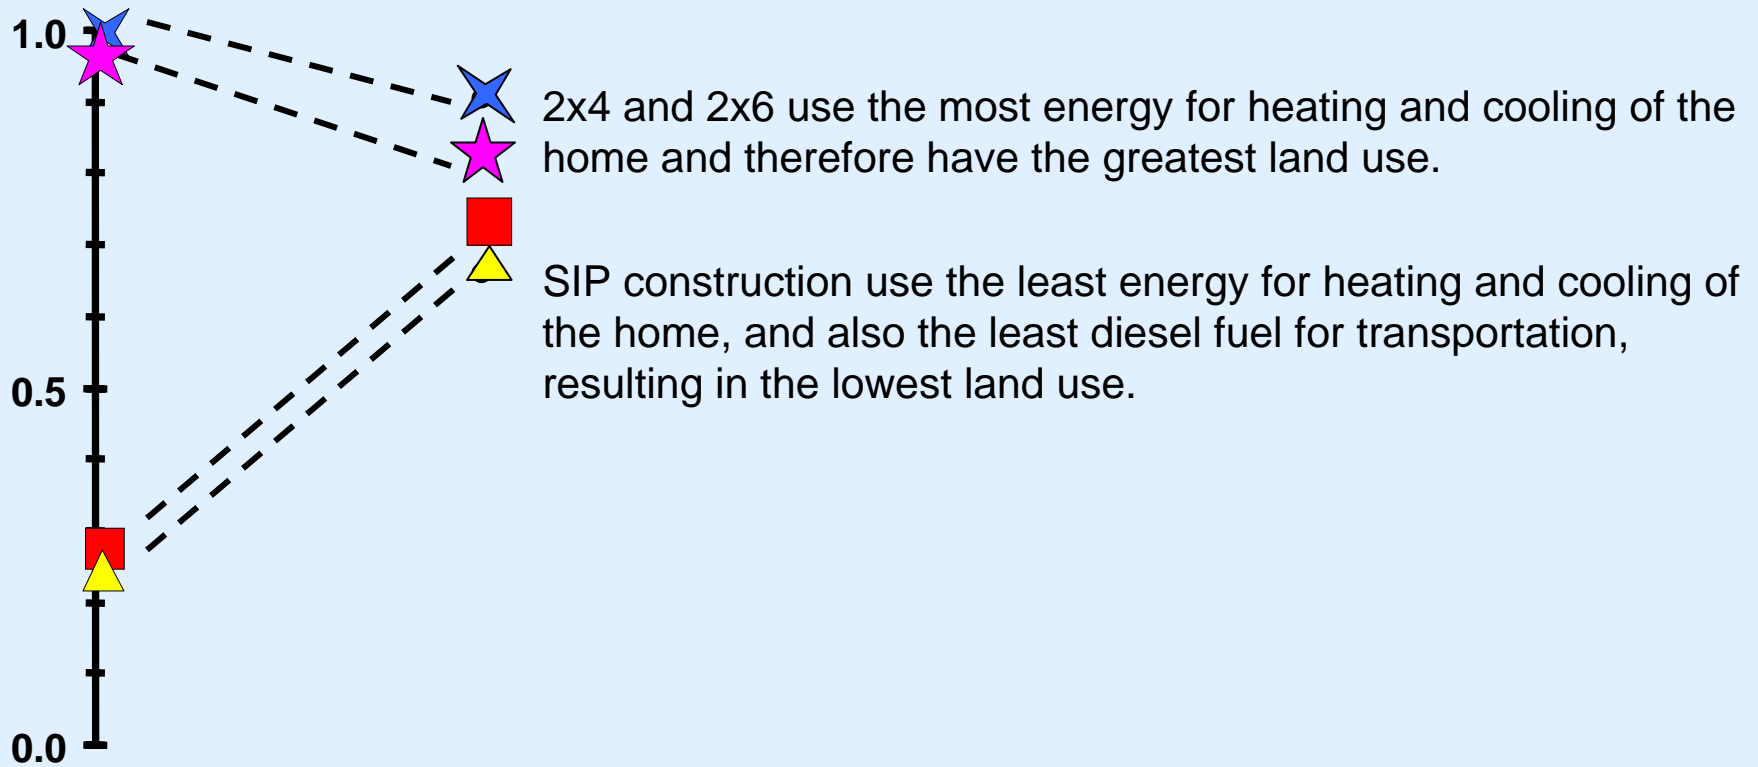 1.0
2x4 and 2x6 use the most energy for heating and cooling of the
home and therefore have the greatest land use.
SIP construction use the least energy for heating and cooling of
the home, and also the least diesel fuel for transportation,
resulting in the lowest land use.
0.5
0.0